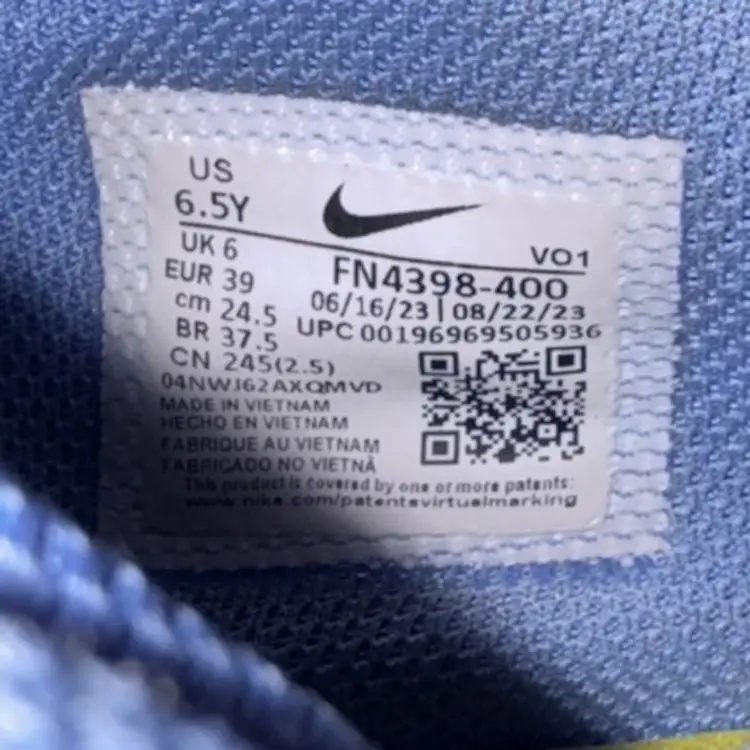 US
6.5Y
UK 6
VO1
EUR 39
FN4398-400
cm 24.5
06/16/23 | 08/22/23
BR 37.5
UPC 00196969505936
CN 245(2.5)
04NWJ62AXQMVD
MADE IN VIETNAM
HECHO EN VIETNAM
FABRIQUE AU VIETNAM
FABRICADO NO VIETNÃ
This product is covered by one or more patents:
www.nike.com/patentsvirtualmarking